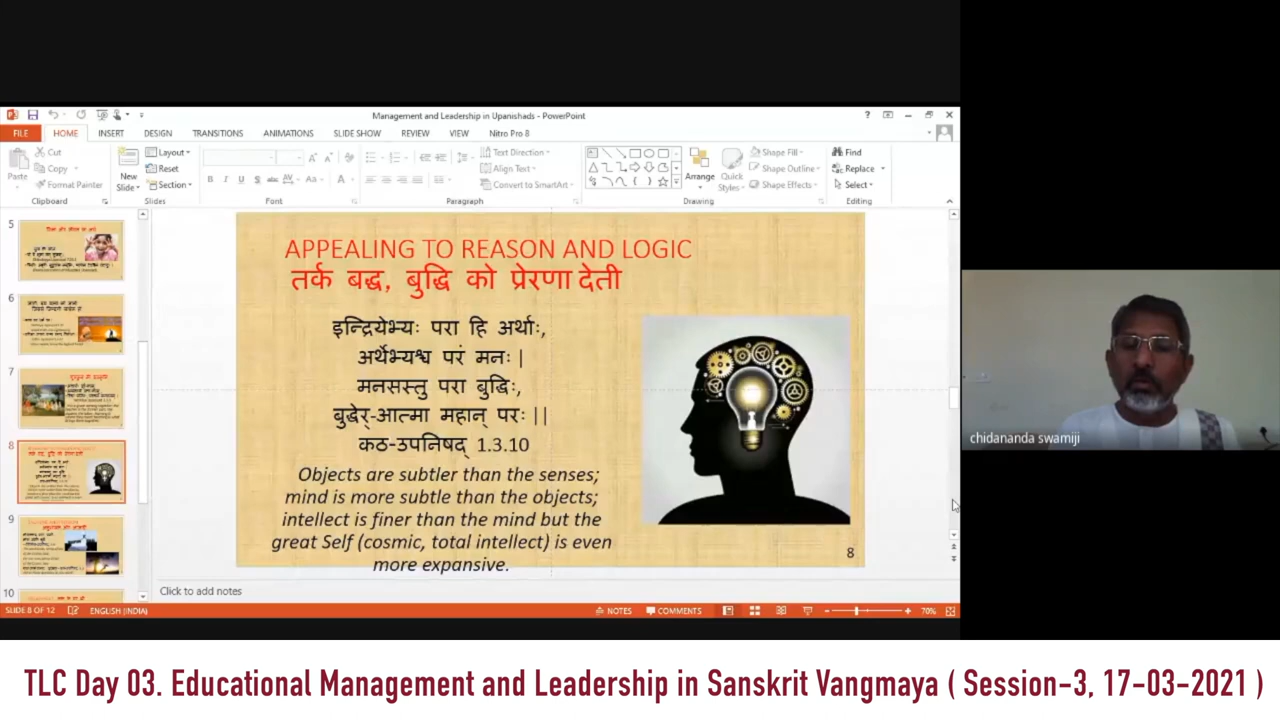 Management and Leadership in Upanishads - PowerPoint
FILE HOME INSERT DESIGN TRANSITIONS ANIMATIONS SLIDE SHOW REVIEW VIEW Nitro Pro 8
Cut
Copy
Format Painter
Paste
Clipboard
New Slide
Layout
Reset
Section
Slides
Font
Text Direction
Align Text
Convert to SmartArt
Paragraph
Arrange
Quick Styles
Shape Fill
Shape Outline
Shape Effects
Drawing
Find
Replace
Select
Editing
5
6
7
8
9
10
APPEALING TO REASON AND LOGIC
तर्क बद्ध, बुद्धि को प्रेरणा देती
इन्द्रियेभ्यः परा हि अर्थाः,
अर्थेभ्यश्च परं मनः |
मनसस्तु परा बुद्धिः,
बुद्धेर्-आत्मा महान् परः ||
कठ-उपनिषद् 1.3.10
Objects are subtler than the senses;
mind is more subtle than the objects;
intellect is finer than the mind but the
great Self (cosmic, total intellect) is even
more expansive.
8
Click to add notes
SLIDE 8 OF 12 ENGLISH (INDIA) NOTES COMMENTS 70%
chidananda swamiji
TLC Day 03. Educational Management and Leadership in Sanskrit Vangmaya ( Session-3, 17-03-2021 )